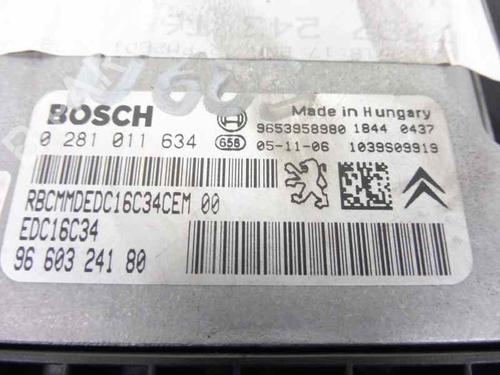 BOSCH
0 281 011 634
G56
Made in Hungary
9653958980 1844 0437
05-11-06 1039S09919
RBCMMDEDC16C34CEM 00
EDC16C34
96 603 241 80